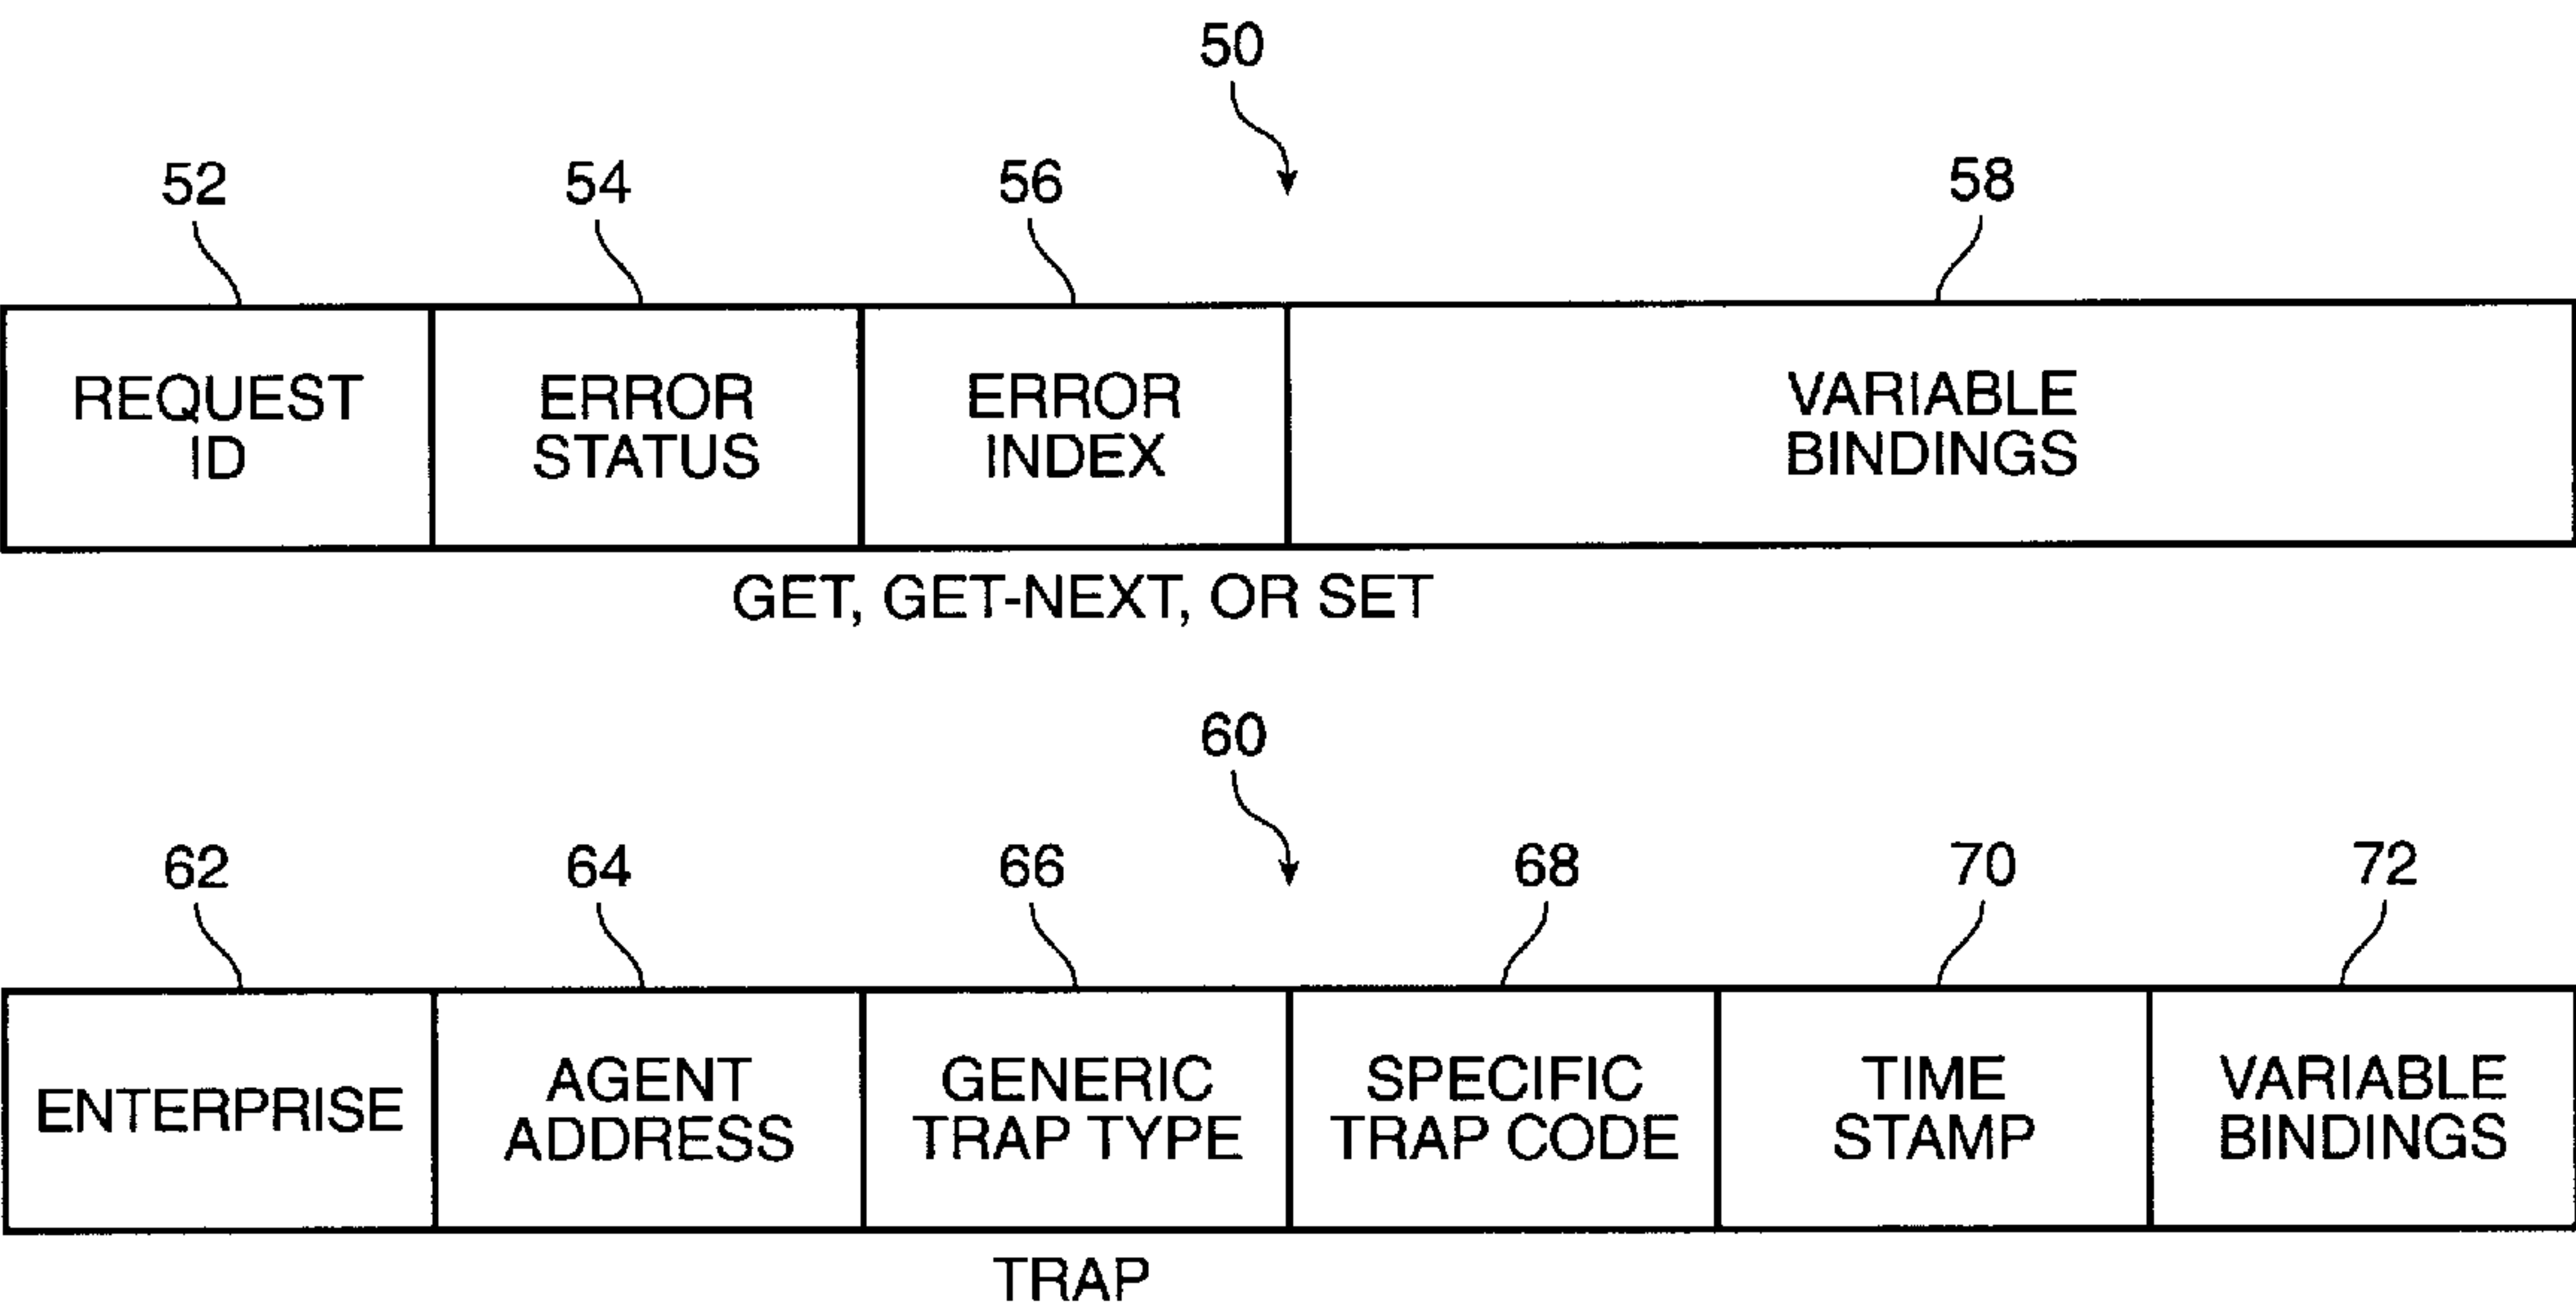 50
52 54 56 58
REQUEST ID
ERROR STATUS
ERROR INDEX
VARIABLE BINDINGS
GET, GET-NEXT, OR SET
60
62 64 66 68 70 72
ENTERPRISE
AGENT ADDRESS
GENERIC TRAP TYPE
SPECIFIC TRAP CODE
TIME STAMP
VARIABLE BINDINGS
TRAP